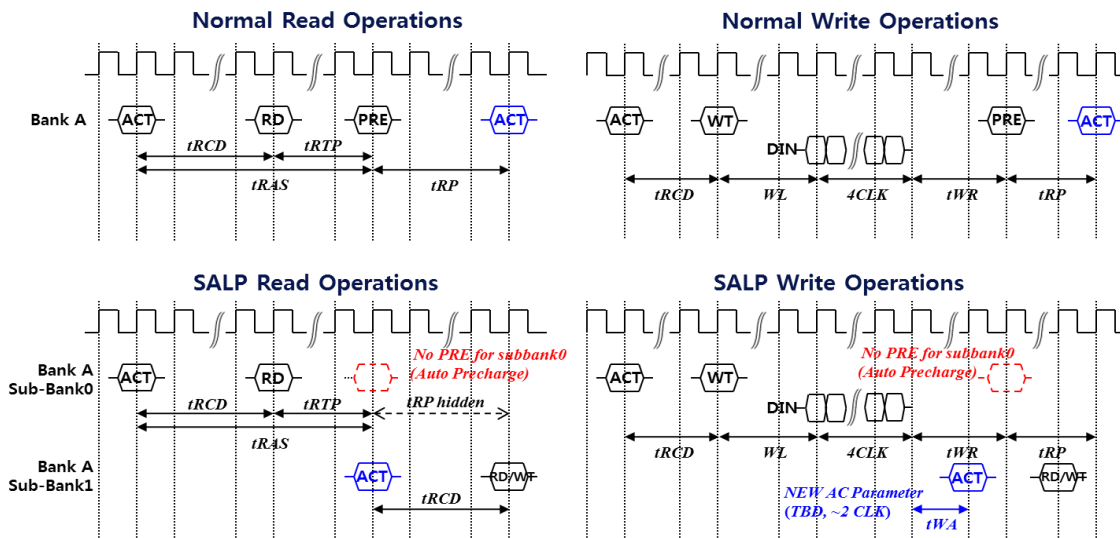 Normal Read Operations
Bank A
ACT
RD
PRE
ACT
tRCD
tRTP
tRAS
tRP
Normal Write Operations
ACT
WT
PRE
ACT
DIN
tRCD
WL
4CLK
tWR
tRP
SALP Read Operations
Bank A
Sub-Bank0
ACT
RD
No PRE for subbank0
(Auto Precharge)
tRCD
tRTP
tRP hidden
tRAS
Bank A
Sub-Bank1
ACT
RD/WT
tRCD
SALP Write Operations
ACT
WT
No PRE for subbank0
(Auto Precharge)
DIN
tRCD
WL
4CLK
tWR
tRP
ACT
RD/WT
NEW AC Parameter
(TBD, ~2 CLK)
tWA